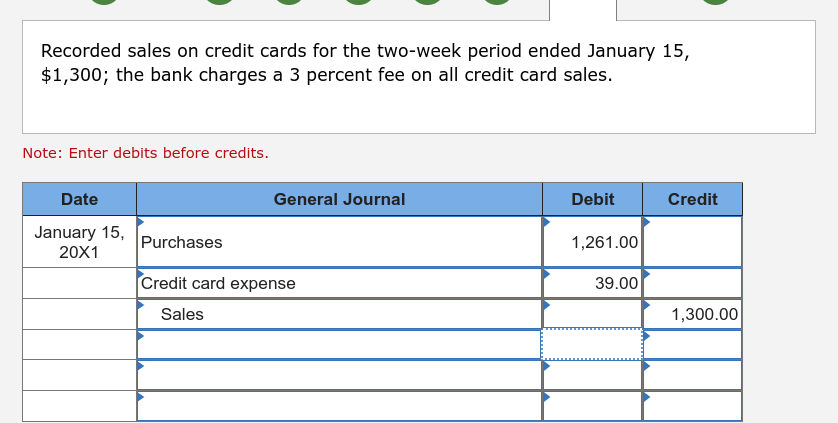 Recorded sales on credit cards for the two-week period ended January 15,
$1,300; the bank charges a 3 percent fee on all credit card sales.
Note: Enter debits before credits.
Date General Journal Debit Credit
January 15,
20X1
Purchases 1,261.00
Credit card expense 39.00
Sales 1,300.00